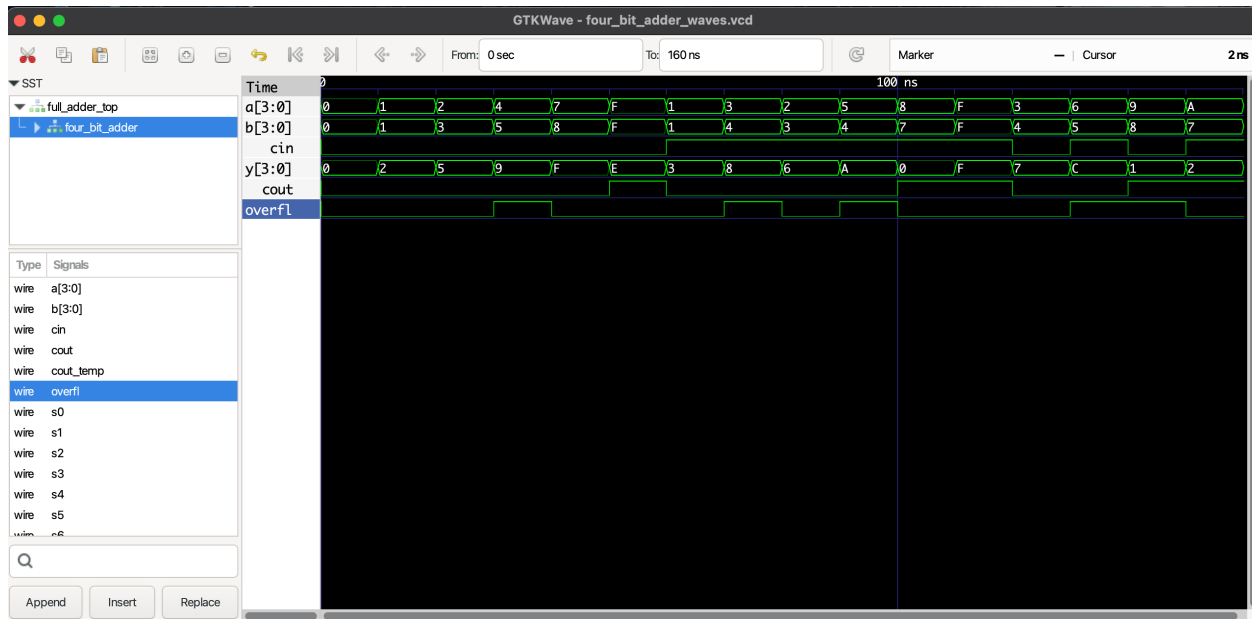 GTKWave - four_bit_adder_waves.vcd
From: 0 sec To: 160 ns Marker — | Cursor 2 ns
SST
full_adder_top
four_bit_adder
Type Signals
wire a[3:0]
wire b[3:0]
wire cin
wire cout
wire cout_temp
wire overfl
wire s0
wire s1
wire s2
wire s3
wire s4
wire s5
wire s6
Append Insert Replace
Time 0 100 ns
a[3:0] 0 1 2 4 7 F 1 3 2 5 8 F 3 6 9 A
b[3:0] 0 1 3 5 8 F 1 4 3 4 7 F 4 5 8 7
cin
y[3:0] 0 2 5 9 F E 3 8 6 A 0 F 7 C 1 2
cout
overfl